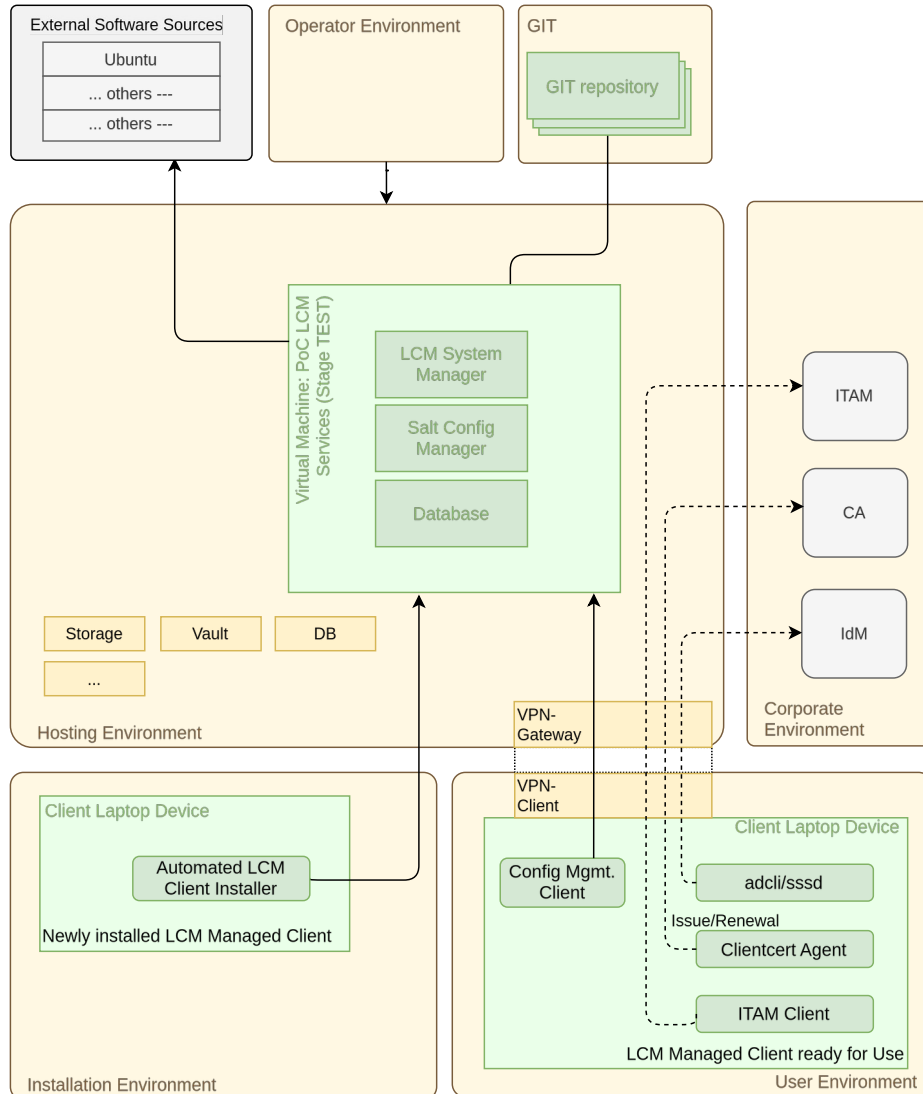 External Software Sources
Ubuntu
... others ---
... others ---
Operator Environment
GIT
GIT repository
Virtual Machine: PoC LCM
Services (Stage TEST)
LCM System
Manager
Salt Config
Manager
Database
ITAM
CA
IdM
Corporate
Environment
Storage
Vault
DB
...
Hosting Environment
VPN-
Gateway
VPN-
Client
Client Laptop Device
Automated LCM
Client Installer
Newly installed LCM Managed Client
Installation Environment
Client Laptop Device
Config Mgmt.
Client
adcli/sssd
Issue/Renewal
Clientcert Agent
ITAM Client
LCM Managed Client ready for Use
User Environment